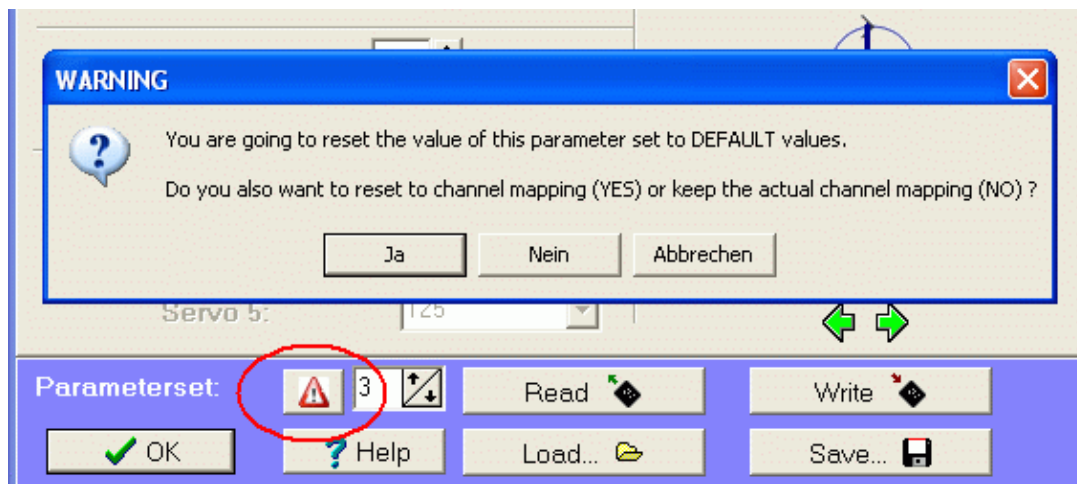 WARNING
You are going to reset the value of this parameter set to DEFAULT values.
Do you also want to reset to channel mapping (YES) or keep the actual channel mapping (NO) ?
Ja Nein Abbrechen
Servo 5: 125
Parameterset: 3 Read Write
OK Help Load... Save...